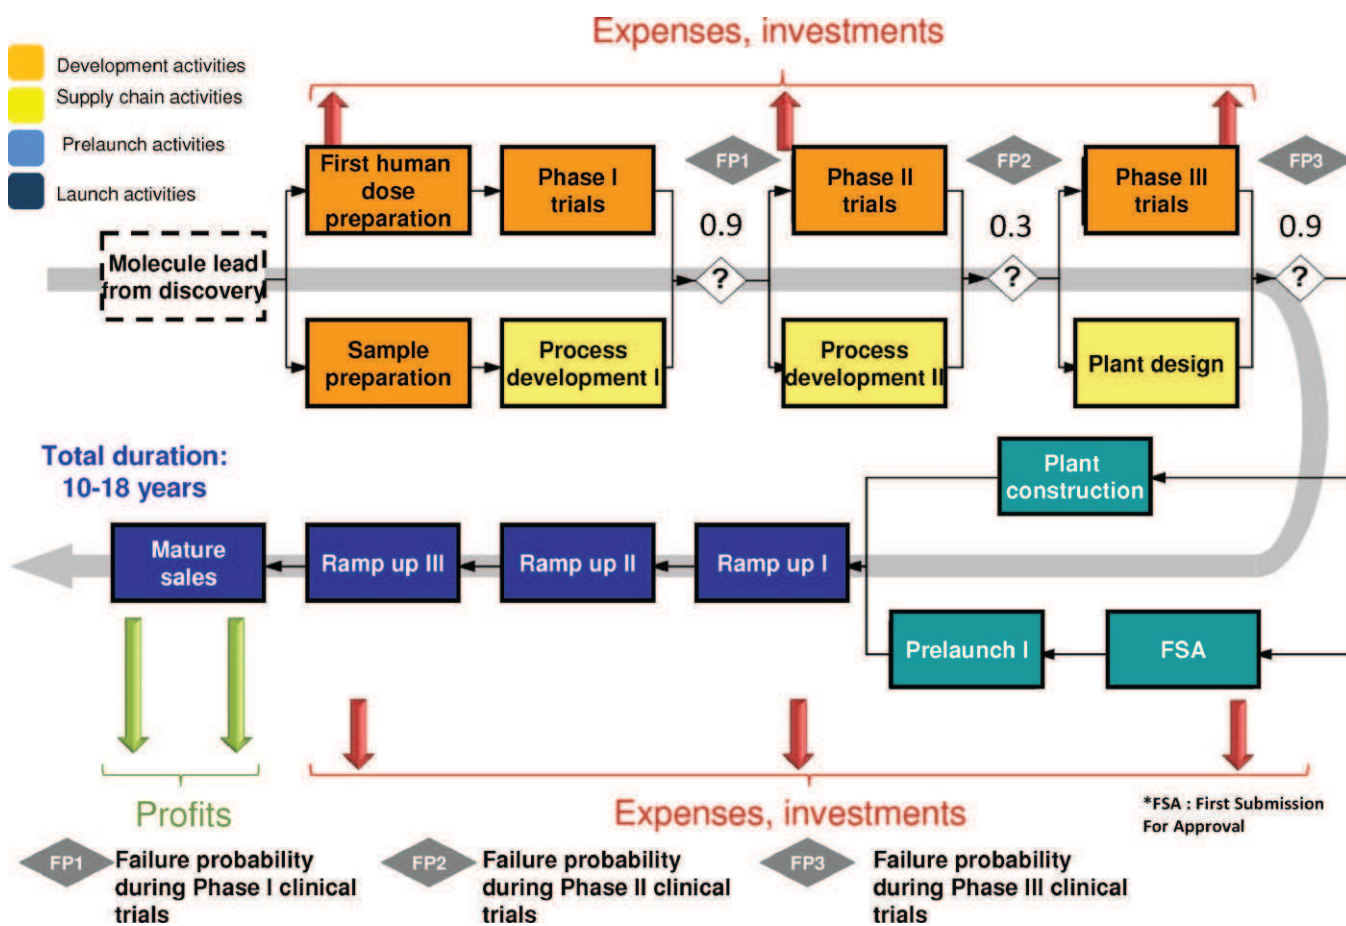 Expenses, investments
Development activities
Supply chain activities
Prelaunch activities
Launch activities
First human
dose
preparation
Phase I
trials
FP1
0.9
?
Phase II
trials
FP2
0.3
?
Phase III
trials
FP3
0.9
?
Molecule lead
from discovery
Sample
preparation
Process
development I
Process
development II
Plant design
Total duration:
10-18 years
Plant
construction
Mature
sales
Ramp up III
Ramp up II
Ramp up I
Prelaunch I
FSA
Profits
Expenses, investments
*FSA : First Submission
For Approval
FP1
Failure probability
during Phase I clinical
trials
FP2
Failure probability
during Phase II clinical
trials
FP3
Failure probability
during Phase III clinical
trials